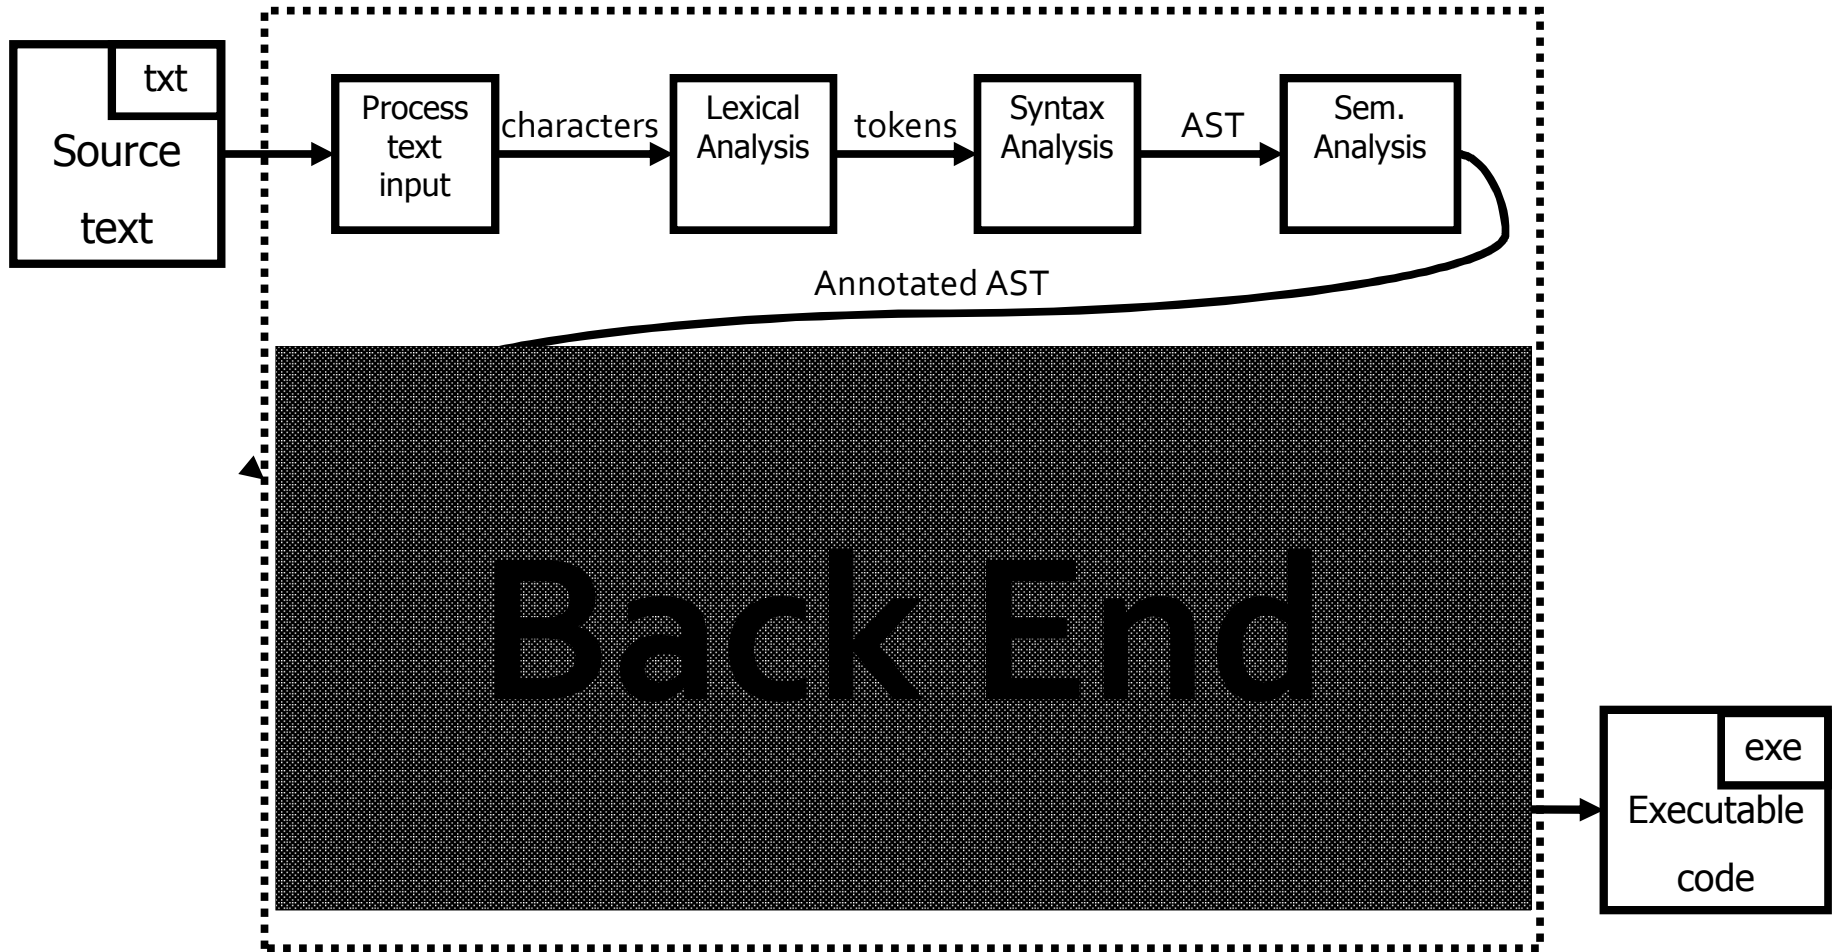 txt
Source
text
Process
text
input
characters
Lexical
Analysis
tokens
Syntax
Analysis
AST
Sem.
Analysis
Annotated AST
Back End
exe
Executable
code